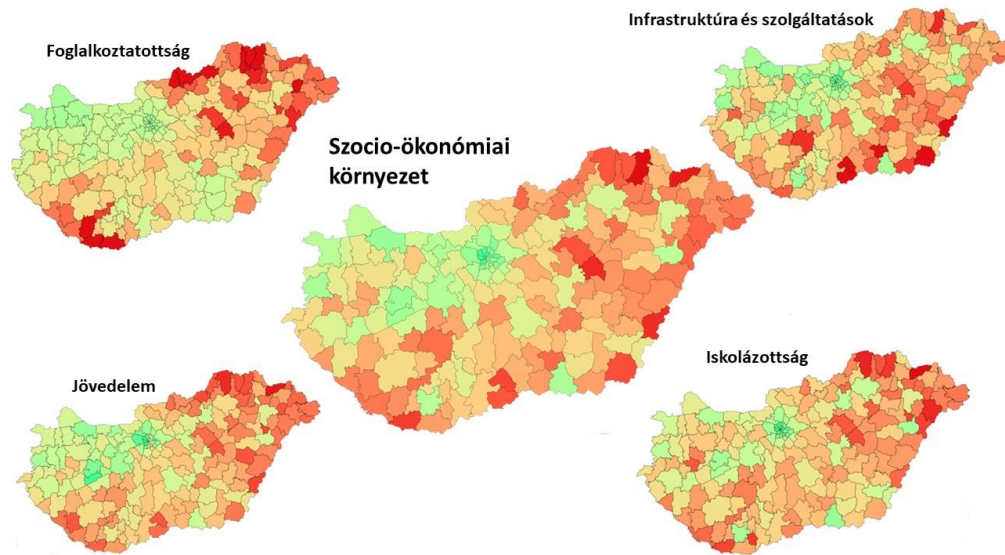 Foglalkoztatottság
Infrastruktúra és szolgáltatások
Szocio-ökonómiai
környezet
Jövedelem
Iskolázottság